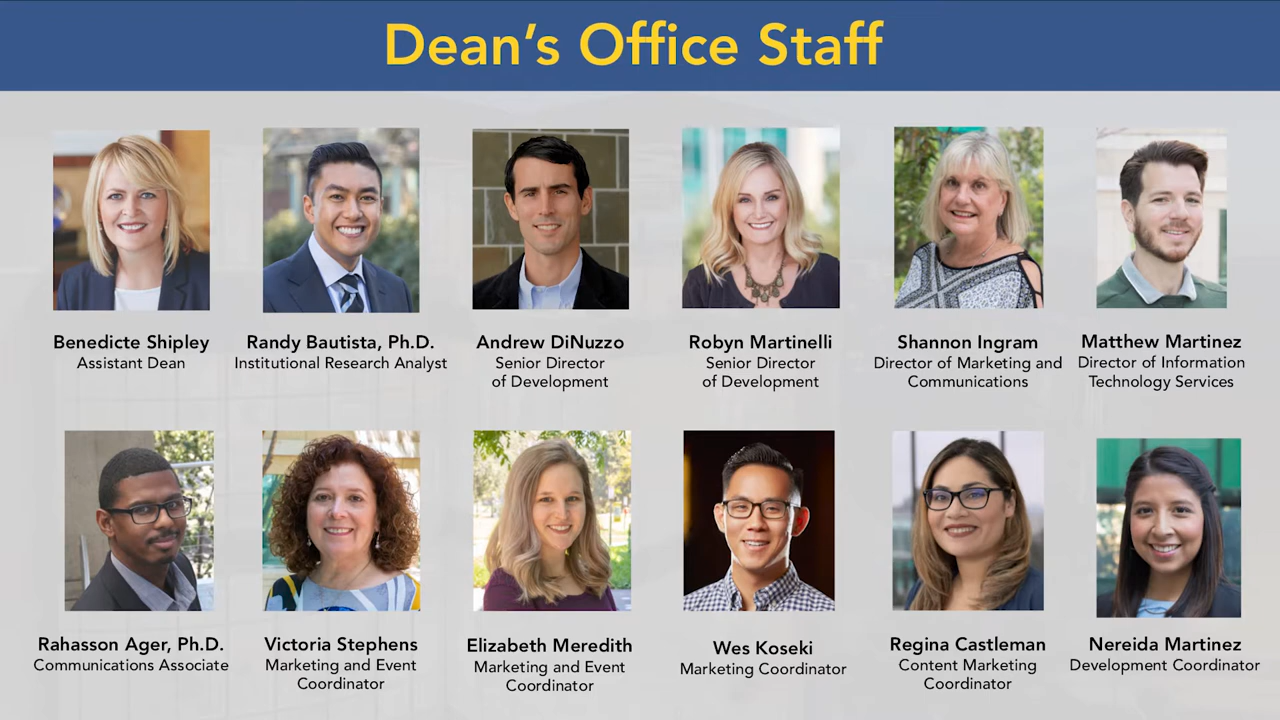 Dean's Office Staff
Benedicte Shipley
Assistant Dean
Randy Bautista, Ph.D.
Institutional Research Analyst
Andrew DiNuzzo
Senior Director
of Development
Robyn Martinelli
Senior Director
of Development
Shannon Ingram
Director of Marketing and
Communications
Matthew Martinez
Director of Information
Technology Services
Rahasson Ager, Ph.D.
Communications Associate
Victoria Stephens
Marketing and Event
Coordinator
Elizabeth Meredith
Marketing and Event
Coordinator
Wes Koseki
Marketing Coordinator
Regina Castleman
Content Marketing
Coordinator
Nereida Martinez
Development Coordinator